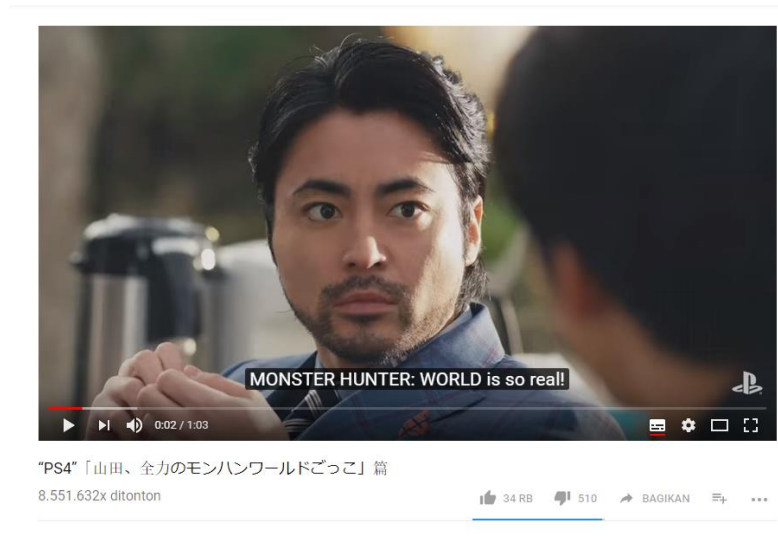 MONSTER HUNTER: WORLD is so real!
0:02 / 1:03
“PS4”「山田、全力のモンハンワールドごっこ」篇
8.551.632x ditonton
34 RB 510 BAGIKAN